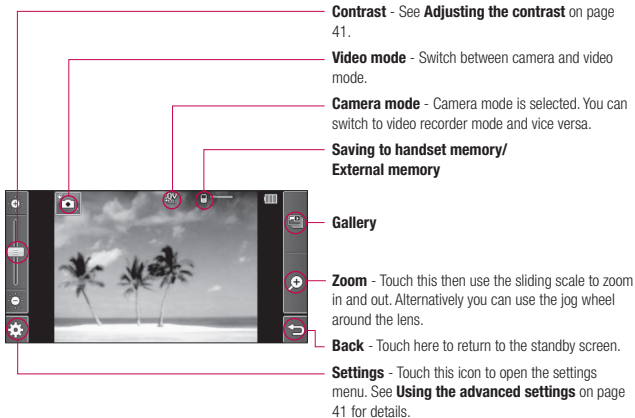 Contrast - See Adjusting the contrast on page
41.
Video mode - Switch between camera and video
mode.
Camera mode - Camera mode is selected. You can
switch to video recorder mode and vice versa.
Saving to handset memory/
External memory
Gallery
Zoom - Touch this then use the sliding scale to zoom
in and out. Alternatively you can use the jog wheel
around the lens.
Back - Touch here to return to the standby screen.
Settings - Touch this icon to open the settings
menu. See Using the advanced settings on page
41 for details.